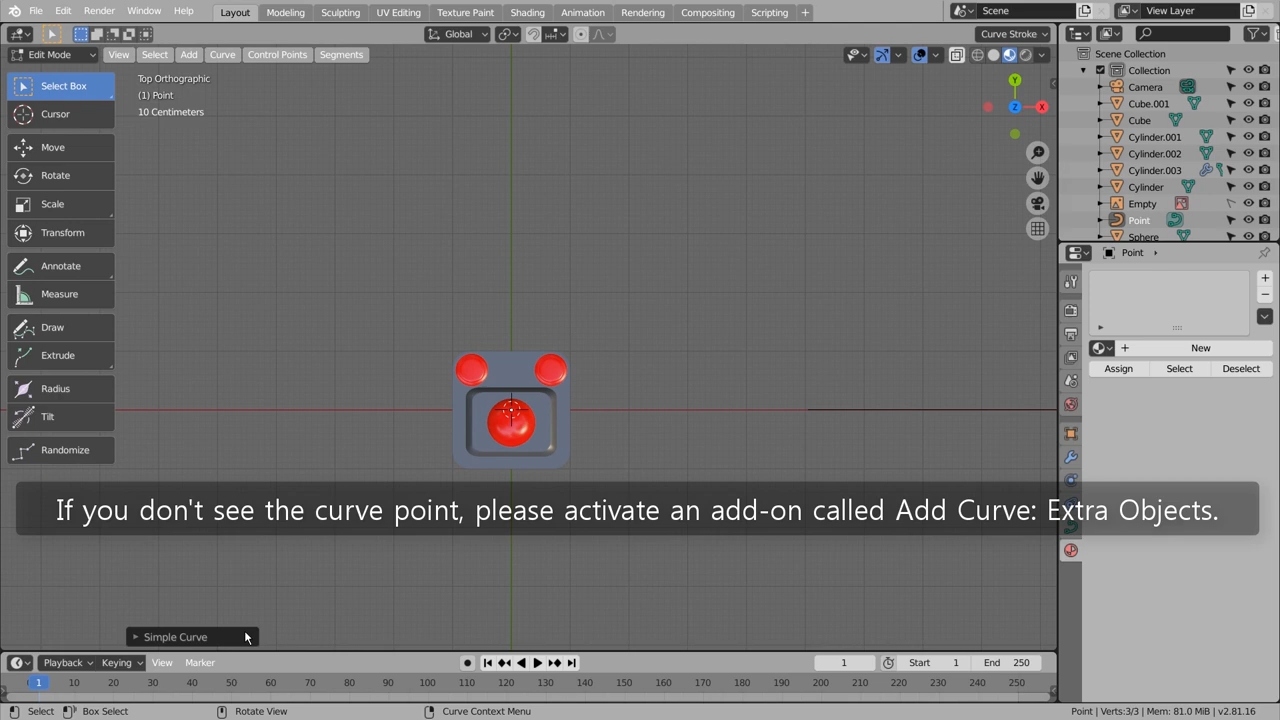 File Edit Render Window Help
Layout Modeling Sculpting UV Editing Texture Paint Shading Animation Rendering Compositing Scripting +
Scene
View Layer
Global
Curve Stroke
Edit Mode View Select Add Curve Control Points Segments
Select Box
Cursor
Move
Rotate
Scale
Transform
Annotate
Measure
Draw
Extrude
Radius
Tilt
Randomize
Top Orthographic
(1) Point
10 Centimeters
Y
Z
X
Scene Collection
Collection
Camera
Cube.001
Cube
Cylinder.001
Cylinder.002
Cylinder.003
Cylinder
Empty
Point
Sphere
Point
New
Assign Select Deselect
If you don't see the curve point, please activate an add-on called Add Curve: Extra Objects.
Simple Curve
Playback Keying View Marker
1 Start 1 End 250
1 10 20 30 40 50 60 70 80 90 100 110 120 130 140 150 160 170 180 190 200 210 220 230 240 250
Select Box Select Rotate View Curve Context Menu
Point | Verts:3/3 | Mem: 81.0 MiB | v2.81.16